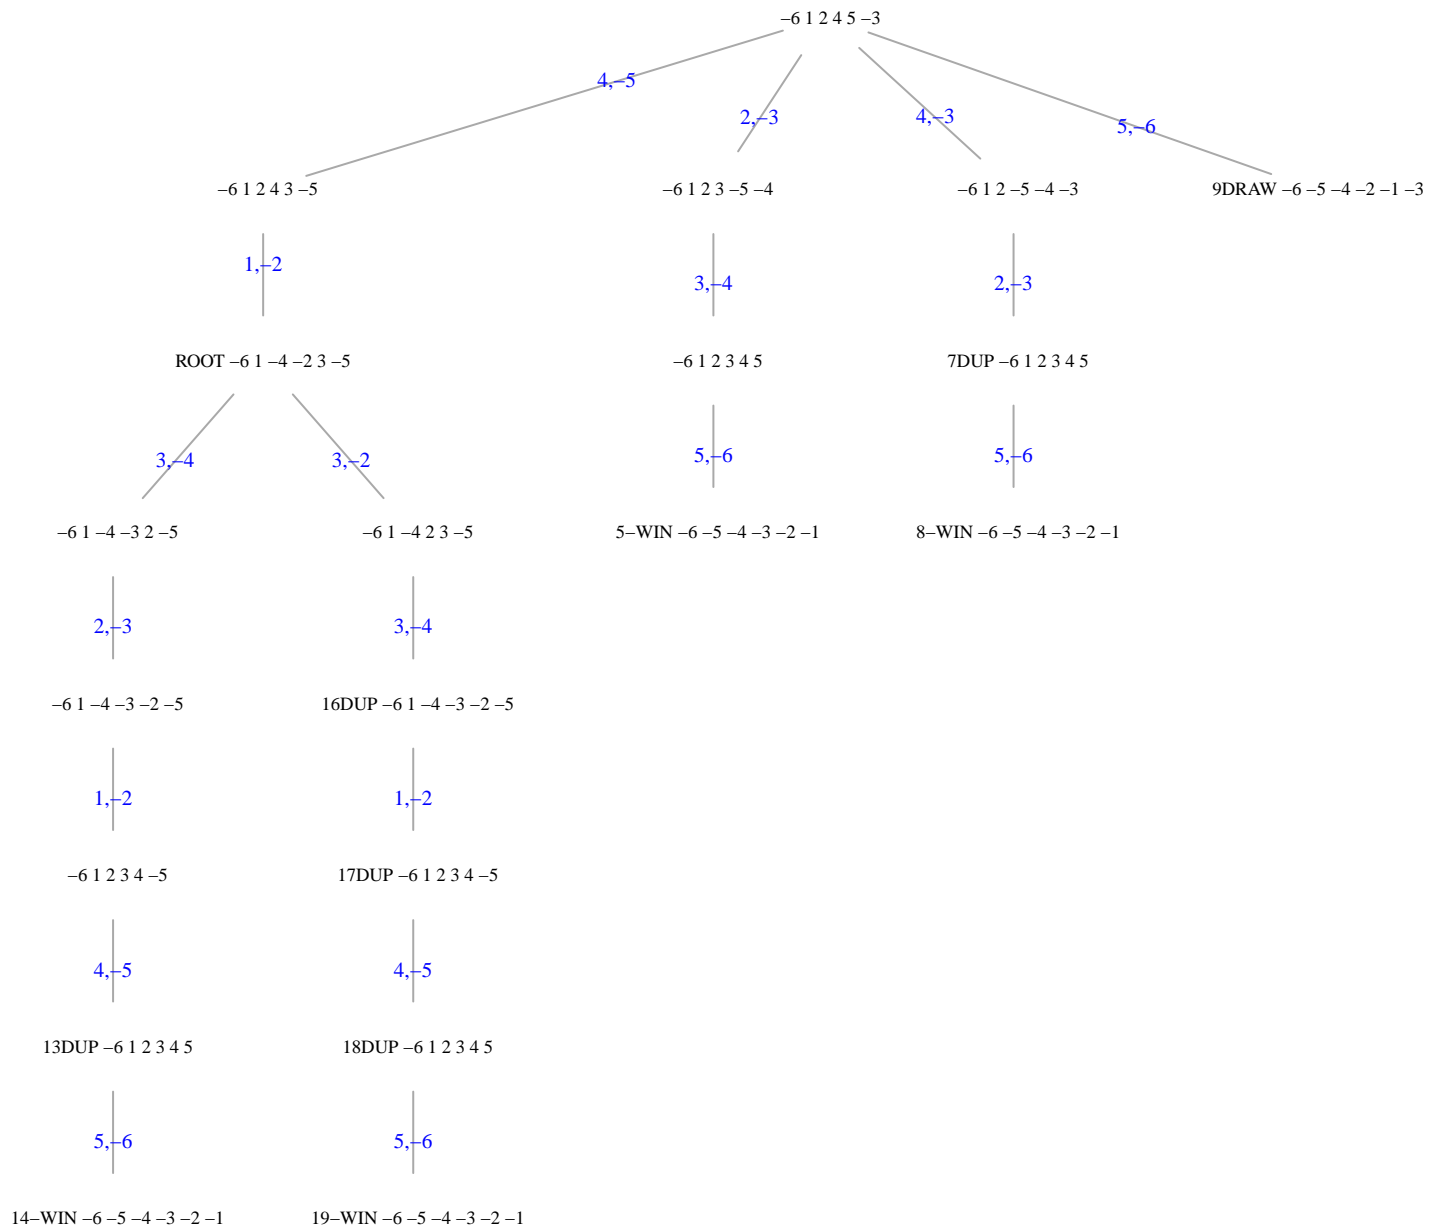 –6 1 2 4 5 –3
4,–5
2,–3
4,–3
5,–6
–6 1 2 4 3 –5
–6 1 2 3 –5 –4
–6 1 2 –5 –4 –3
9DRAW –6 –5 –4 –2 –1 –3
1,–2
3,–4
2,–3
ROOT –6 1 –4 –2 3 –5
–6 1 2 3 4 5
7DUP –6 1 2 3 4 5
3,–4
3,–2
5,–6
5,–6
–6 1 –4 –3 2 –5
–6 1 –4 2 3 –5
5–WIN –6 –5 –4 –3 –2 –1
8–WIN –6 –5 –4 –3 –2 –1
2,–3
3,–4
–6 1 –4 –3 –2 –5
16DUP –6 1 –4 –3 –2 –5
1,–2
1,–2
–6 1 2 3 4 –5
17DUP –6 1 2 3 4 –5
4,–5
4,–5
13DUP –6 1 2 3 4 5
18DUP –6 1 2 3 4 5
5,–6
5,–6
14–WIN –6 –5 –4 –3 –2 –1
19–WIN –6 –5 –4 –3 –2 –1